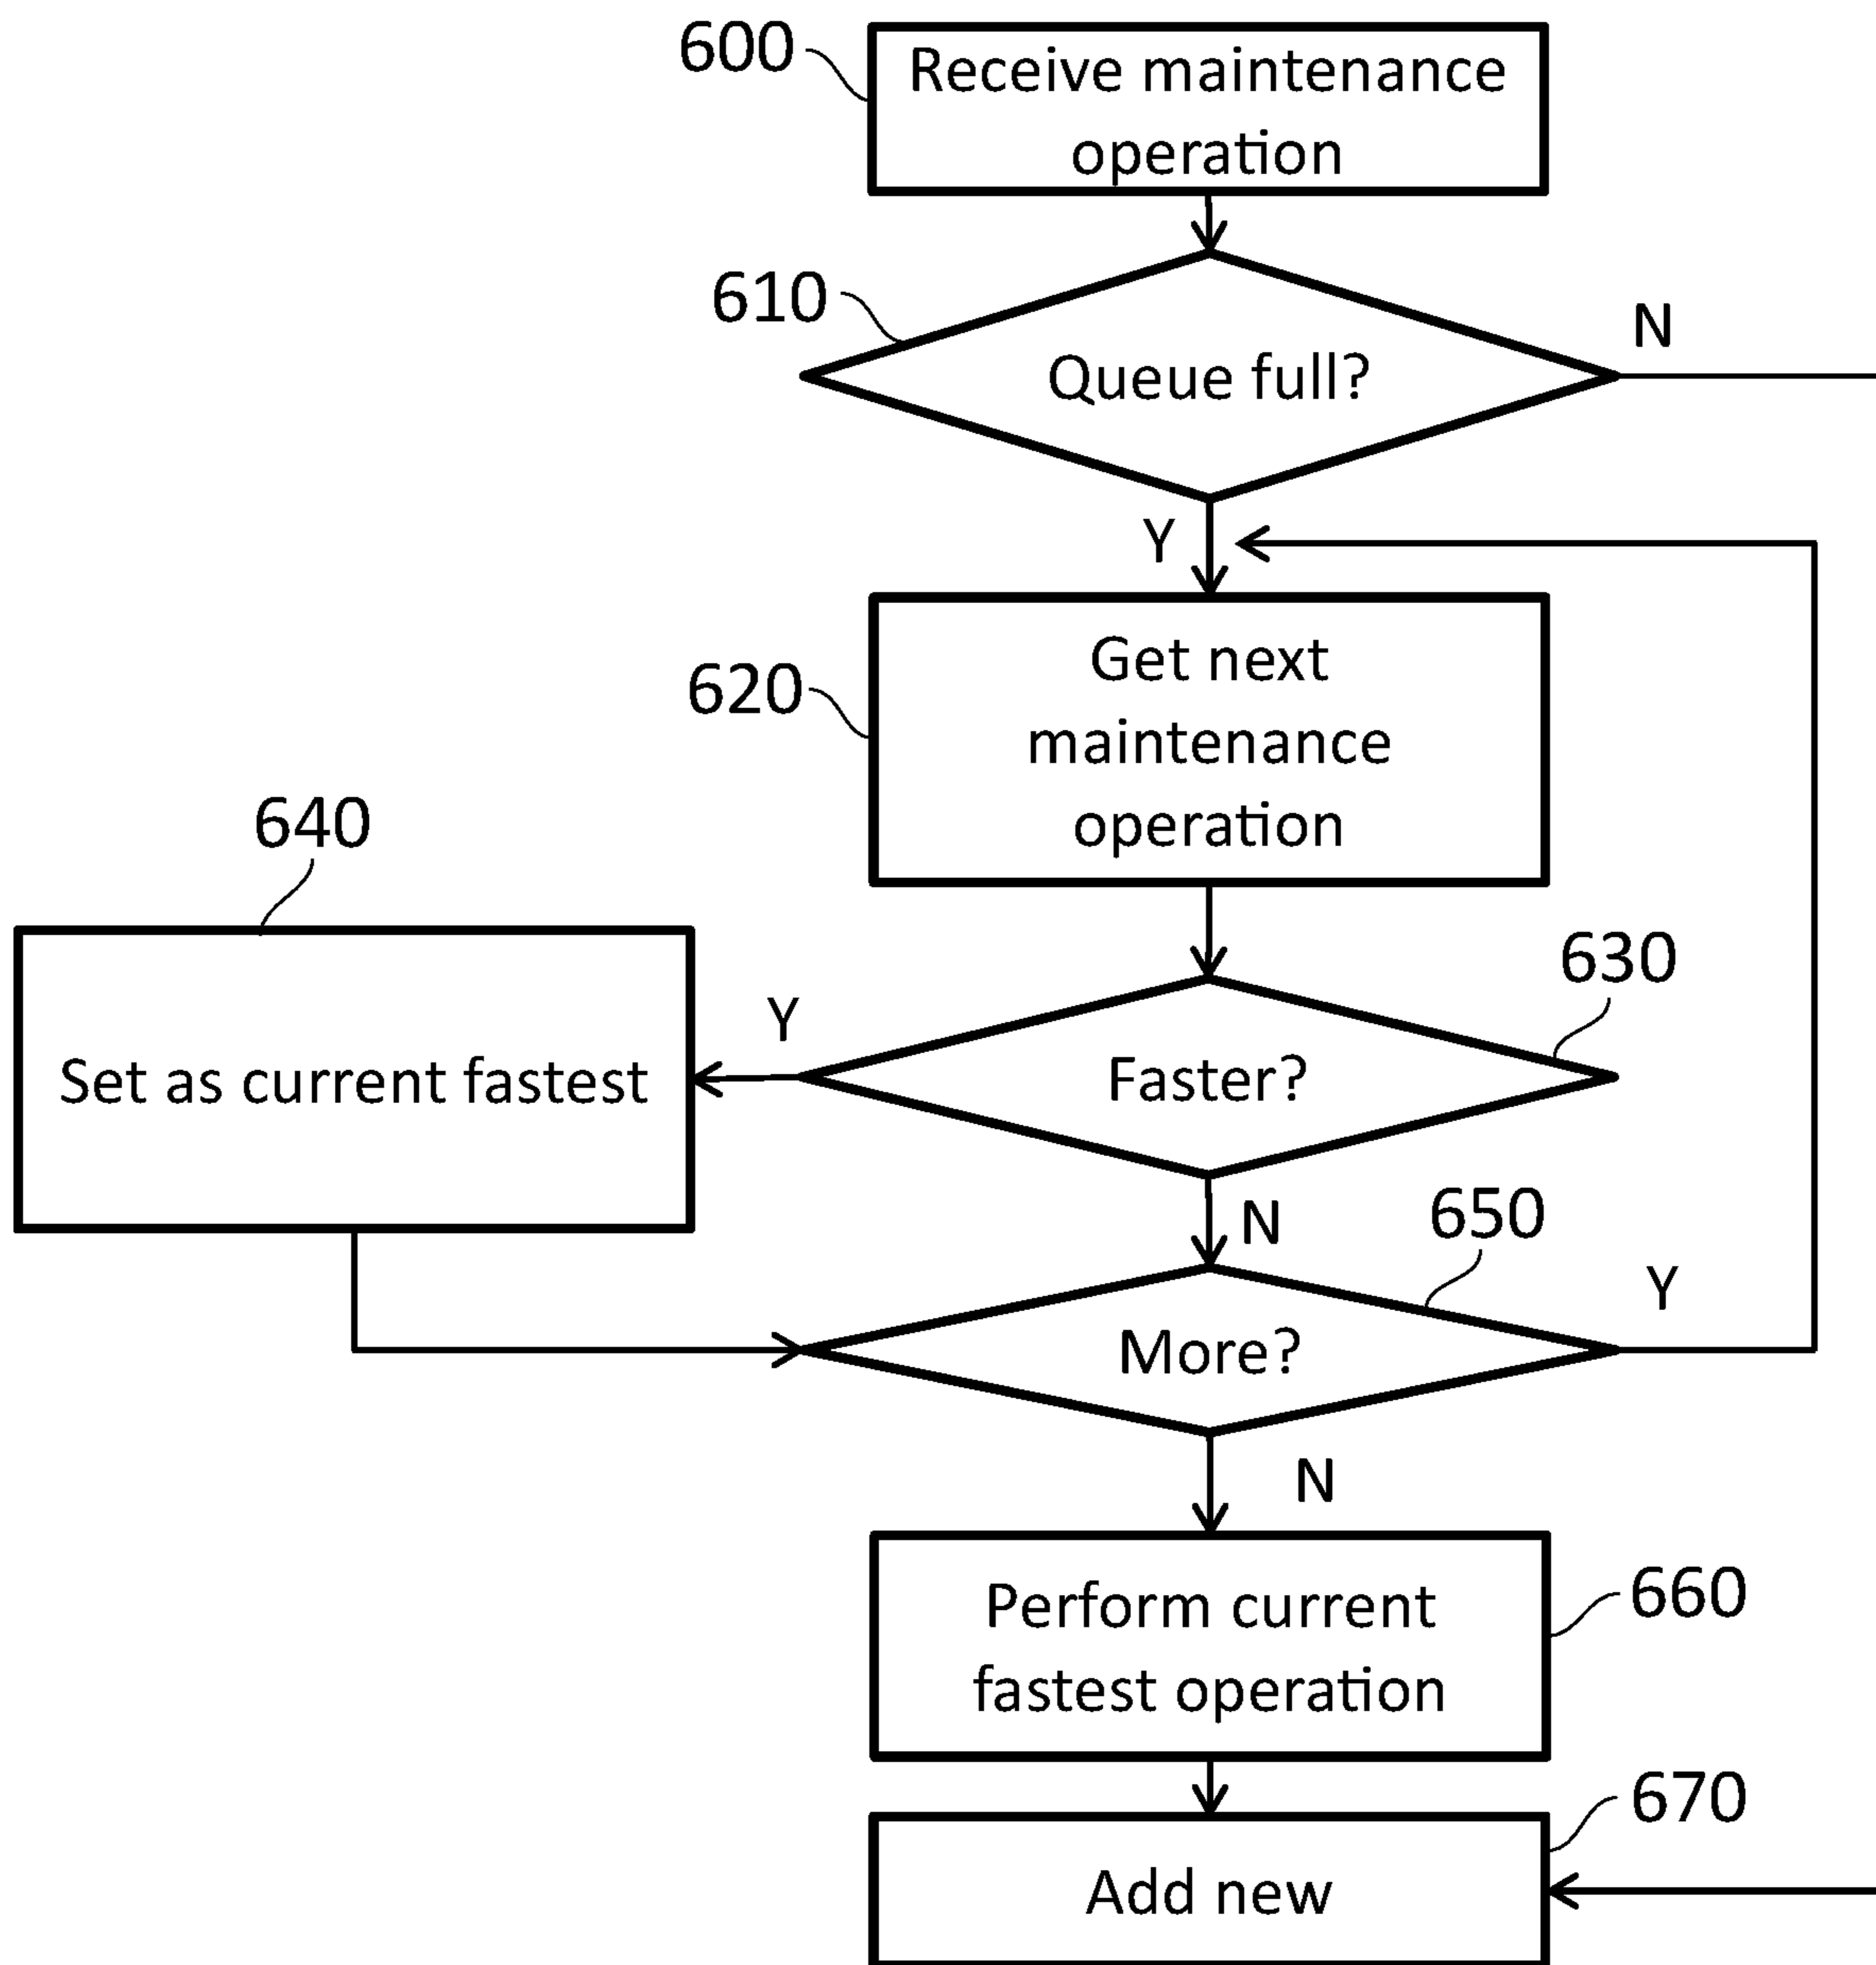 600
Receive maintenance
operation
610
Queue full?
N
Y
620
Get next
maintenance
operation
640
630
Set as current fastest
Y
Faster?
N
650
More?
Y
N
Perform current
fastest operation
660
670
Add new